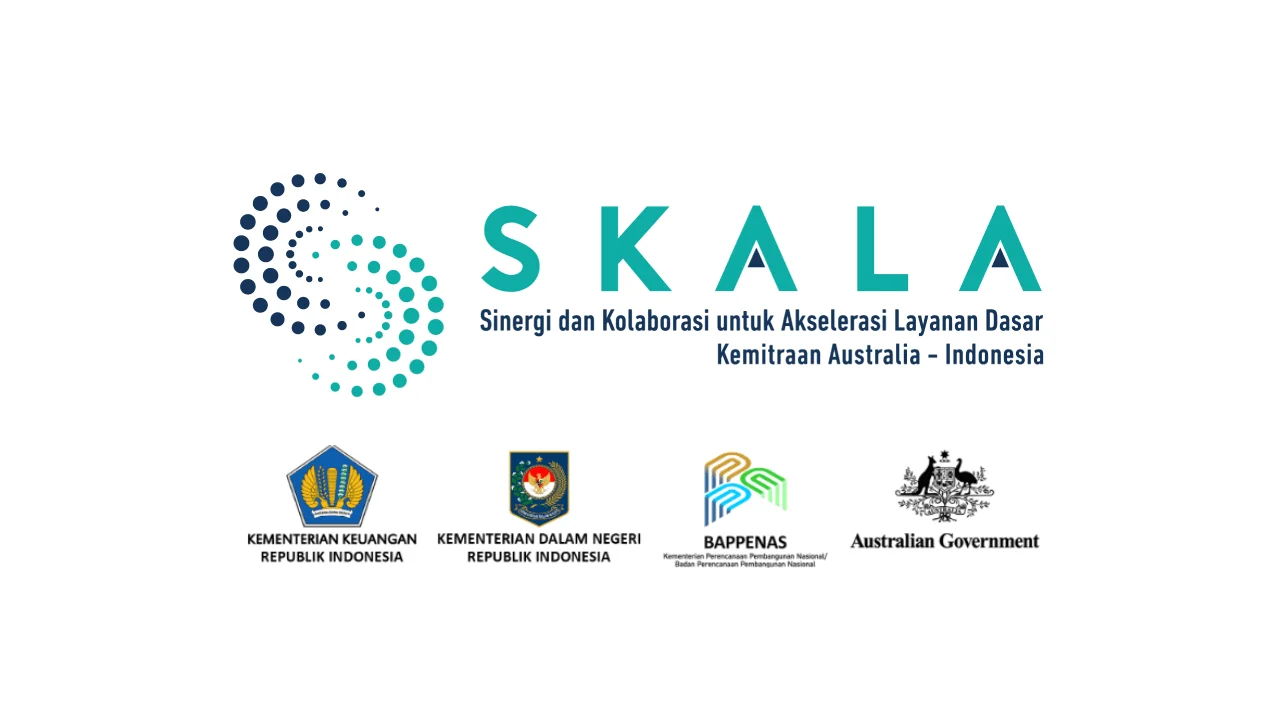 SKALA
Sinergi dan Kolaborasi untuk Akselerasi Layanan Dasar
Kemitraan Australia - Indonesia
KEMENTERIAN KEUANGAN
REPUBLIK INDONESIA
KEMENTERIAN DALAM NEGERI
REPUBLIK INDONESIA
BAPPENAS
Kementerian Perencanaan Pembangunan Nasional/
Badan Perencanaan Pembangunan Nasional
AUSTRALIA
Australian Government